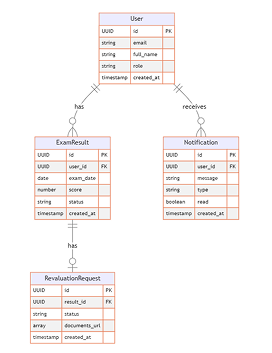 User
UUID id PK
string email
string full_name
string role
timestamp created_at
has
receives
ExamResult
UUID id PK
UUID user_id FK
date exam_date
number score
string status
timestamp created_at
Notification
UUID id PK
UUID user_id FK
string message
string type
boolean read
timestamp created_at
has
RevaluationRequest
UUID id PK
UUID result_id FK
string status
array documents_url
timestamp created_at